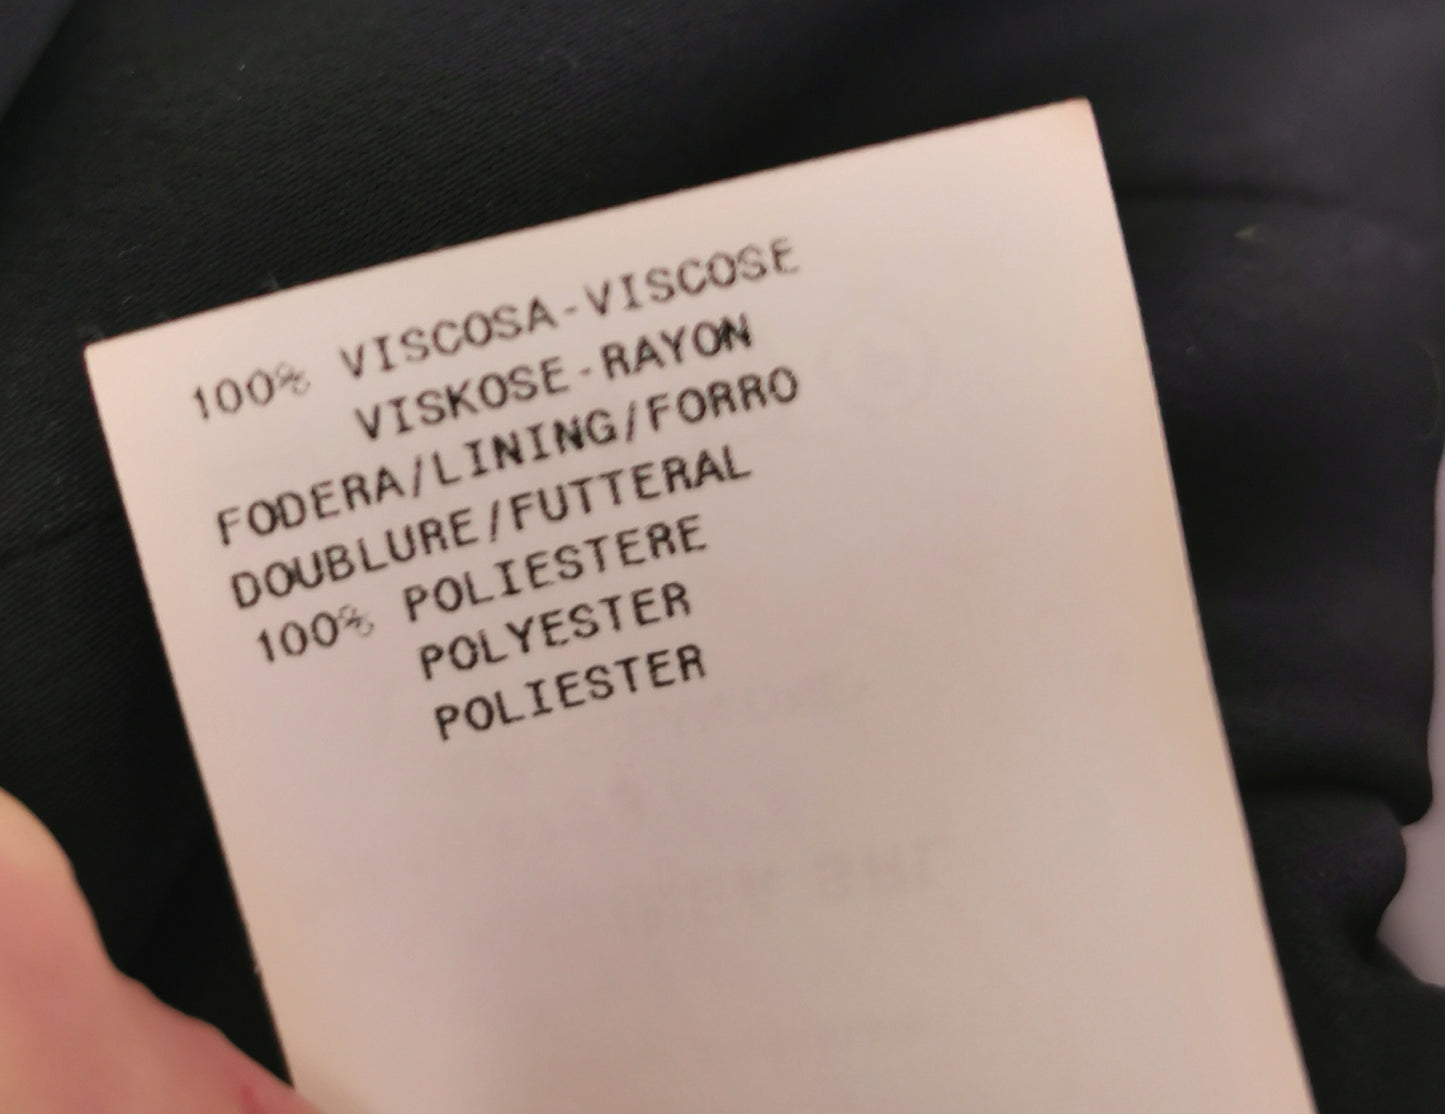 100% VISCOSA-VISCOSE
VISKOSE-RAYON
FODERA/LINING/FORRO
DOUBLURE/FUTTERAL
100% POLIESTERE
POLYESTER
POLIESTER